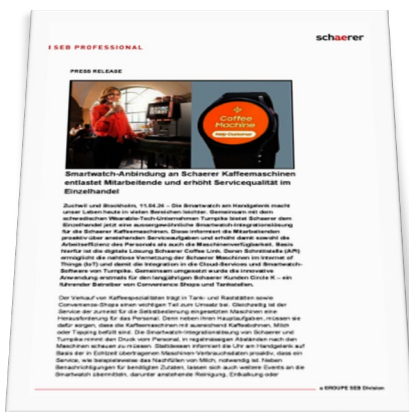 schaerer
SEB PROFESSIONAL
PRESS RELEASE
Coffee
Machine
Smartwatch-Anbindung an Schaerer Kaffeemaschinen
entlastet Mitarbeitende und erhöht Servicequalität im
Einzelhandel
Zuchwil und Stockholm, 11.04.24 – Die Smartwatch am Handgelenk macht
unser Leben heute in vielen Bereichen leichter. Gemeinsam mit dem
schwedischen Wearable-Tech-Unternehmen Turnpike bietet Schaerer dem
Einzelhandel jetzt eine aussergewöhnliche Smartwatch-Integrationslösung
für die Schaerer Kaffeemaschinen. Diese informiert die Mitarbeitenden
proaktiv über anstehenden Serviceaufgaben und erhöht damit sowohl die
Arbeitseffizienz des Personals als auch die Maschinenverfügbarkeit. Basis
hierfür ist die digitale Lösung Schaerer Coffee Link. Deren Schnittstelle (API)
ermöglicht die nahtlose Vernetzung der Schaerer Maschinen im Internet of
Things (IoT) und damit die Integration in die Cloud-Services und Smartwatch-
Software von Turnpike. Gemeinsam umgesetzt wurde die innovative
Anwendung erstmals für den langjährigen Schaerer Kunden Circle K – ein
führender Betreiber von Convenience Shops und Tankstellen.
Der Verkauf von Kaffeespezialitäten trägt in Tank- und Raststätten sowie
Convenience-Shops einen wichtigen Teil zum Umsatz bei. Gleichzeitig ist der
Service der zumeist für die Selbstbedienung eingesetzten Maschinen eine
Herausforderung für das Personal. Denn neben ihren Hauptaufgaben, müssen sie
dafür sorgen, dass die Kaffeemaschinen mit ausreichend Kaffeebohnen, Milch
oder Topping befüllt sind. Die Smartwatch-Integrationslösung von Schaerer und
Turnpike nimmt den Druck vom Personal, in regelmässigen Abständen nach den
Maschinen schauen zu müssen. Stattdessen informiert die Uhr am Handgelenk auf
Basis der in Echtzeit übertragenen Maschinen-Verbrauchsdaten proaktiv, dass ein
Service, wie beispielsweise das Nachfüllen von Milch, notwendig ist. Neben
Benachrichtigungen für benötigten Zutaten, lassen sich auch weitere Events an die
Smartwatch übermitteln, darunter anstehende Reinigung, Entkalkung oder
a GROUPE SEB Division